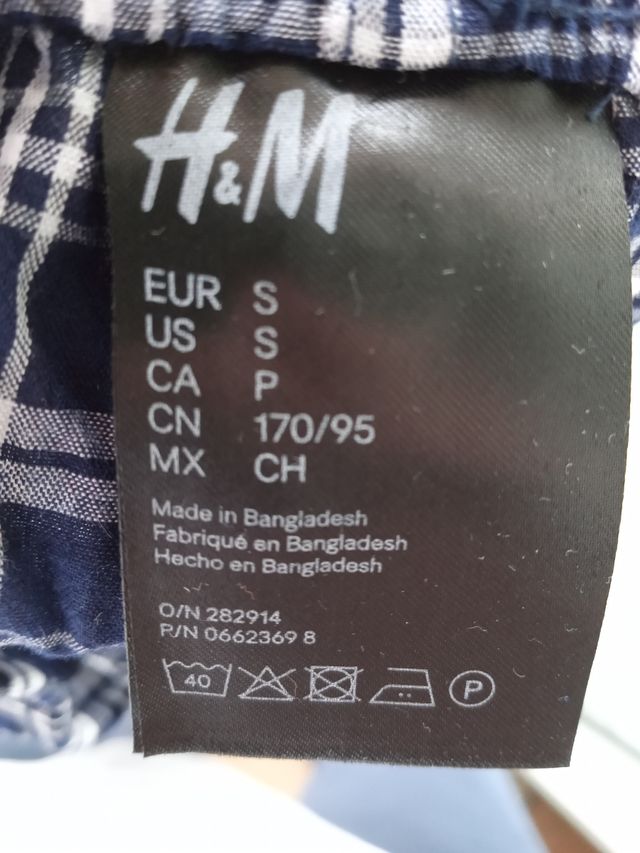 H&M
EUR S
US S
CA P
CN 170/95
MX CH
Made in Bangladesh
Fabriqué en Bangladesh
Hecho en Bangladesh
O/N 282914
P/N 0662369 8
40
P